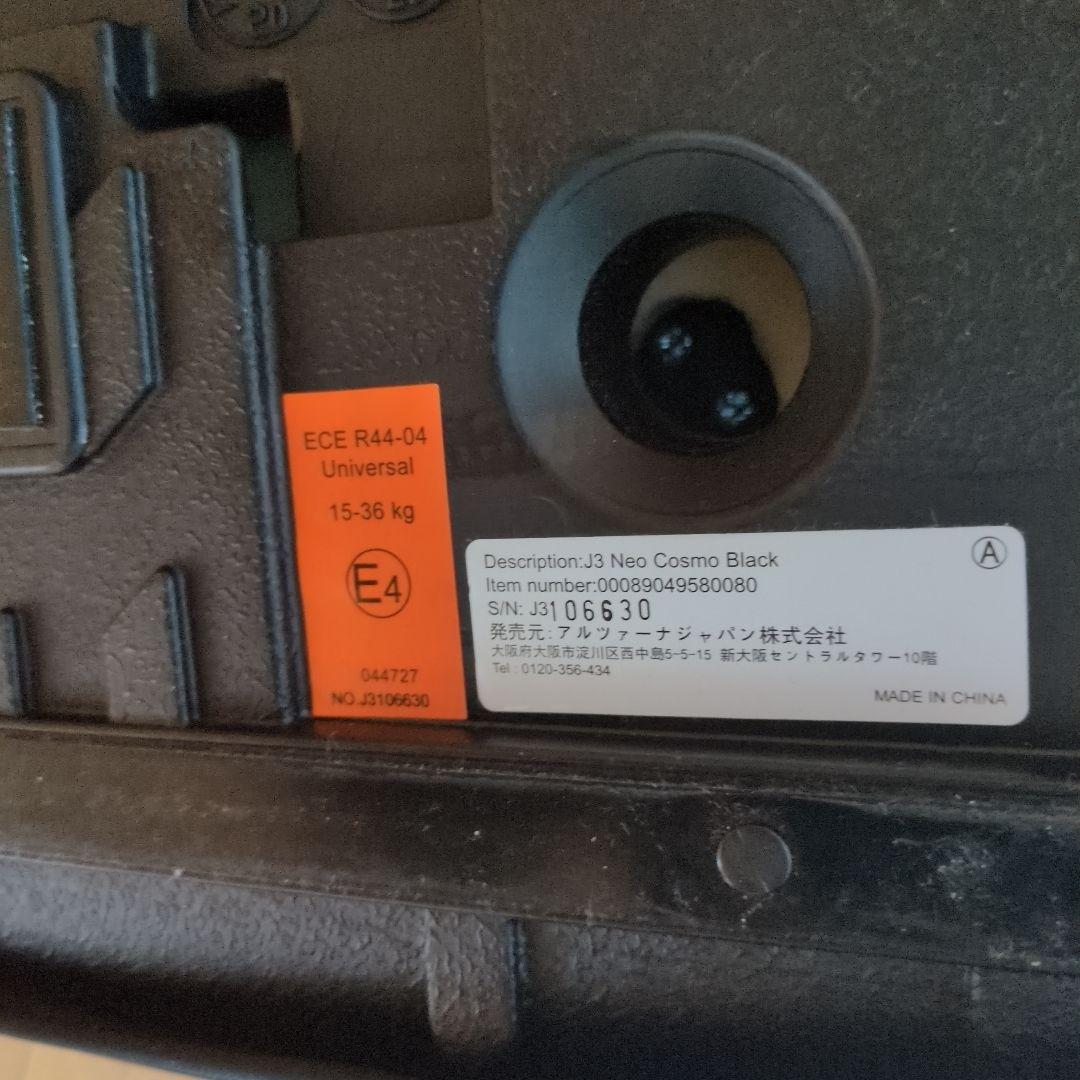 ECE R44-04
Universal
15-36 kg
E4
044727
NO.J3106630
Description:J3 Neo Cosmo Black
A
Item number:00089049580080
S/N: J3106630
発売元:アルツァーナジャパン株式会社
大阪府大阪市淀川区西中島5-5-15 新大阪セントラルタワー10階
Tel : 0120-356-434
MADE IN CHINA